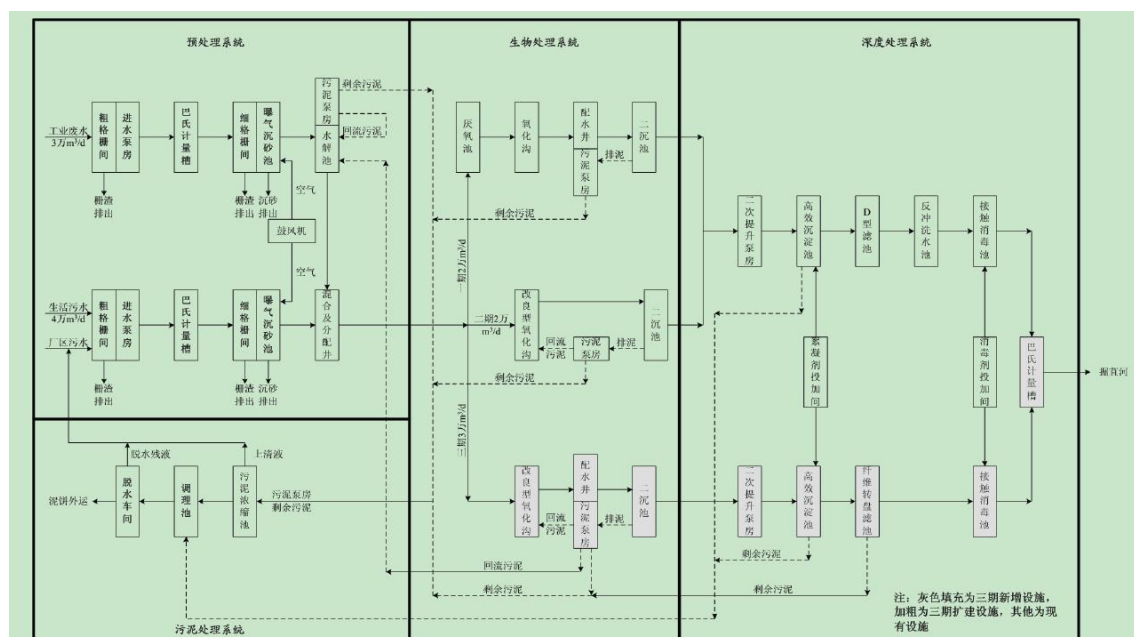 预处理系统
生物处理系统
深度处理系统
工业废水
3万m³/d
粗格栅间
进水泵房
巴氏计量槽
细格栅间
曝气沉砂池
污泥泵房
水解池
剩余污泥
回流污泥
栅渣排出
栅渣排出
沉砂排出
空气
鼓风机
空气
生活污水
4万m³/d
厂区污水
粗格栅间
进水泵房
巴氏计量槽
细格栅间
曝气沉砂池
混合及分配井
栅渣排出
栅渣排出
沉砂排出
厌氧池
氧化沟
配水井
污泥泵房
二沉池
排泥
剩余污泥
一期2万m³/d
二期2万
m³/d
改良型氧化沟
回流污泥
污泥泵房
排泥
二沉池
剩余污泥
三期3万m³/d
改良型氧化沟
配水井
污泥泵房
回流污泥
排泥
二沉池
回流污泥
剩余污泥
二次提升泵房
高效沉淀池
D型滤池
反冲洗水池
接触消毒池
絮凝剂投加间
消毒剂投加间
巴氏计量槽
掘苴河
二次提升泵房
高效沉淀池
纤维转盘滤池
接触消毒池
剩余污泥
剩余污泥
脱水残液
上清液
泥饼外运
脱水车间
调理池
污泥浓缩池
污泥泵房
剩余污泥
污泥处理系统
注：灰色填充为三期新增设施，
加粗为三期扩建设施，其他为现
有设施